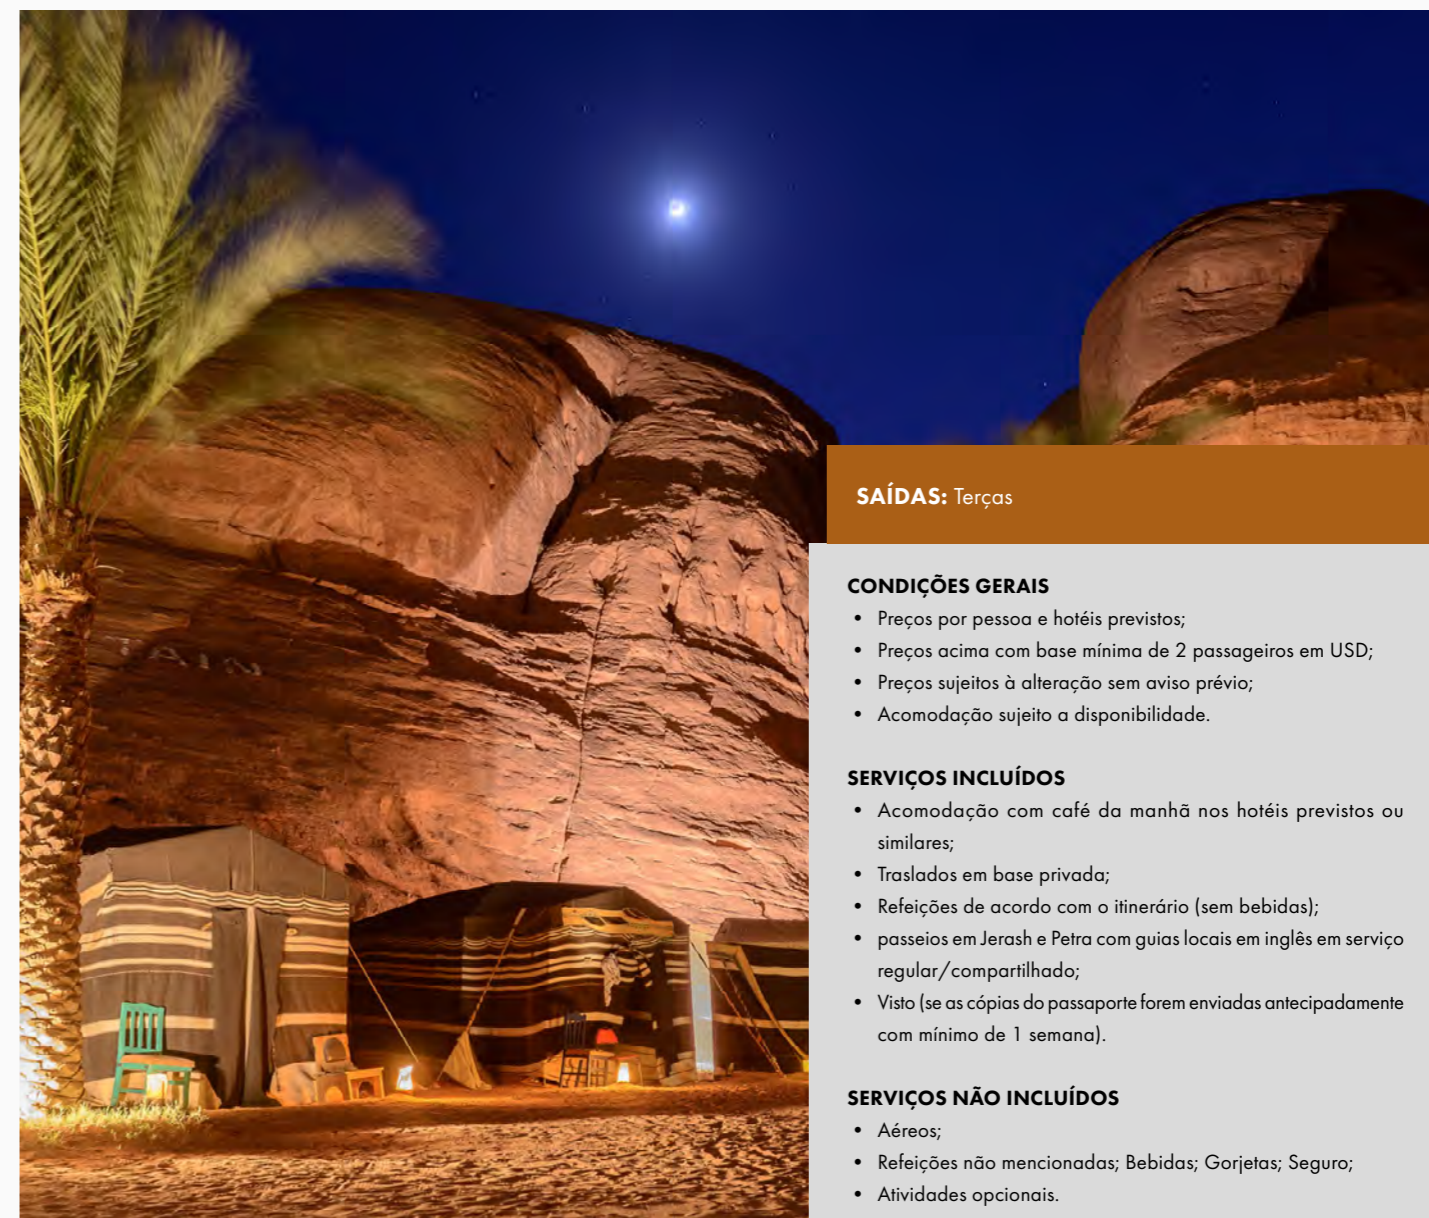 SAÍDAS: Terças
CONDIÇÕES GERAIS
• Preços por pessoa e hotéis previstos;
• Preços acima com base mínima de 2 passageiros em USD;
• Preços sujeitos à alteração sem aviso prévio;
• Acomodação sujeito a disponibilidade.
SERVIÇOS INCLUÍDOS
• Acomodação com café da manhã nos hotéis previstos ou
similares;
• Traslados em base privada;
• Refeições de acordo com o itinerário (sem bebidas);
• passeios em Jerash e Petra com guias locais em inglês em serviço
regular/compartilhado;
• Visto (se as cópias do passaporte forem enviadas antecipadamente
com mínimo de 1 semana).
SERVIÇOS NÃO INCLUÍDOS
• Aéreos;
• Refeições não mencionadas; Bebidas; Gorjetas; Seguro;
• Atividades opcionais.